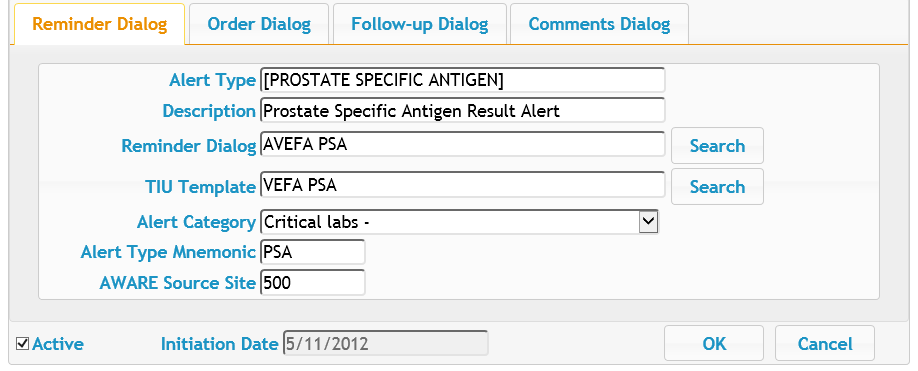 Reminder Dialog Order Dialog Follow-up Dialog Comments Dialog
Alert Type [PROSTATE SPECIFIC ANTIGEN]
Description Prostate Specific Antigen Result Alert
Reminder Dialog AVEFA PSA Search
TIU Template VEFA PSA Search
Alert Category Critical labs -
Alert Type Mnemonic PSA
AWARE Source Site 500
Active Initiation Date 5/11/2012 OK Cancel